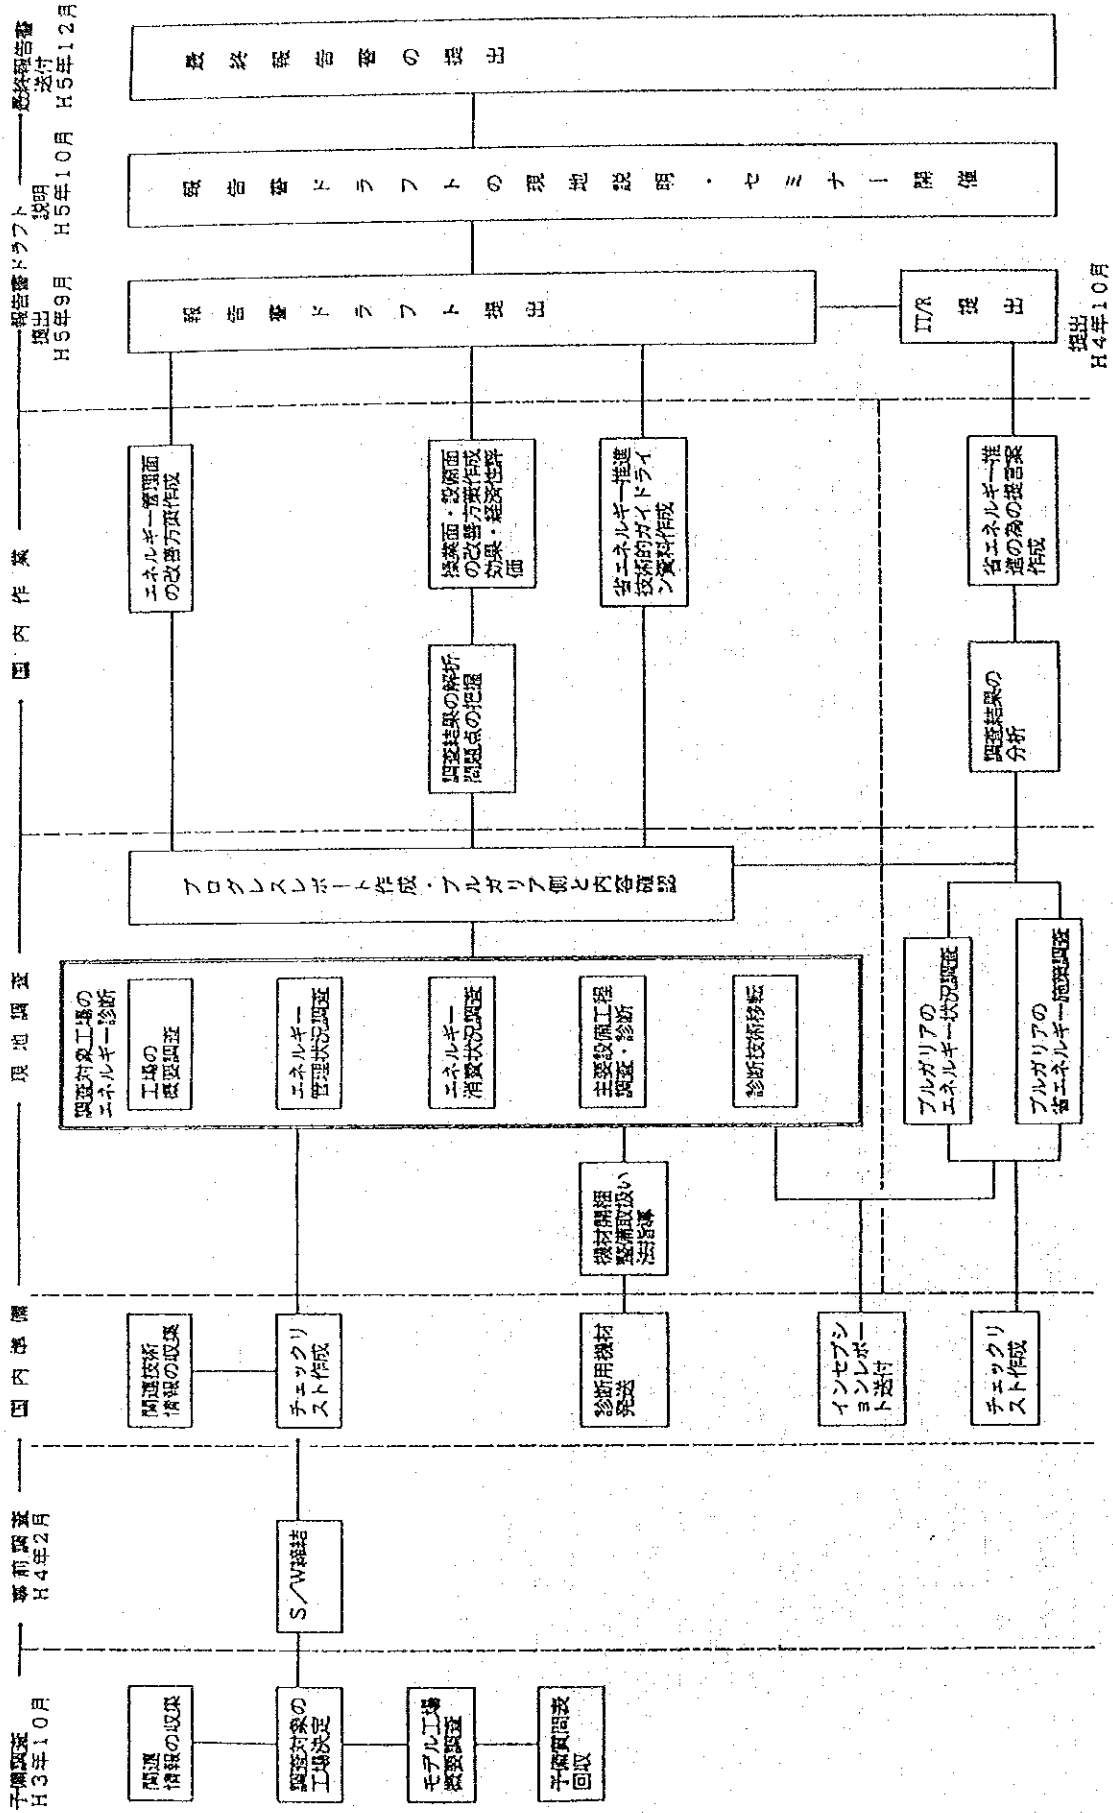 予備調査
H3年10月
事前調査
H4年2月
国内準備
現地調査
国内作業
報告書ドラフト
提出
H5年9月
説明
H5年10月
最終報告書
送付
H5年12月
関連
情報の収集
調査対象の
工場決定
モデル工場
概要調査
予備質問表
回収
S/W締結
関連技術
情報の収集
チェックリ
スト作成
診断用機材
発送
インセプシ
ョンレポー
ト送付
チェックリ
スト作成
機材開梱
整備取扱い
法指導
調査対象工場の
エネルギー診断
工場の
概要調査
エネルギー
管理状況調査
エネルギー
消費状況調査
主要設備工程
調査・診断
診断技術移転
ブルガリアの
エネルギー状況調査
ブルガリアの
省エネルギー施策調査
プログレスレポート作成・ブルガリア側と内容確認
エネルギー管理面
の改善方策作成
調査結果の解析
問題点の把握
操業面・設備面
の改善方策作成
効果・経済性評
価
省エネルギー推進
技術的ガイドライ
ン資料作成
調査結果の
分析
省エネルギー推
進の為の提言案
作成
報告書ドラフト提出
IT/R
提出
提出
H4年10月
報告書ドラフトの現地説明・セミナー開催
最終報告書の提出